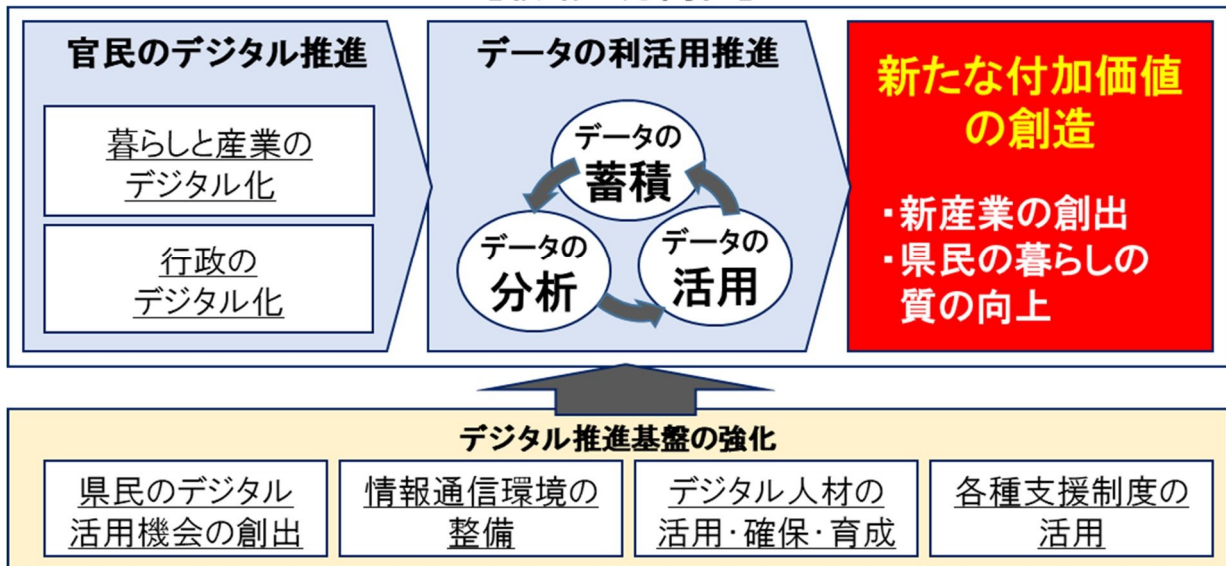 官民のデジタル推進
暮らしと産業の
デジタル化
行政の
デジタル化
データの利活用推進
データの
蓄積
データの
分析
データの
活用
新たな付加価値
の創造
・新産業の創出
・県民の暮らしの
質の向上
デジタル推進基盤の強化
県民のデジタル
活用機会の創出
情報通信環境の
整備
デジタル人材の
活用・確保・育成
各種支援制度の
活用